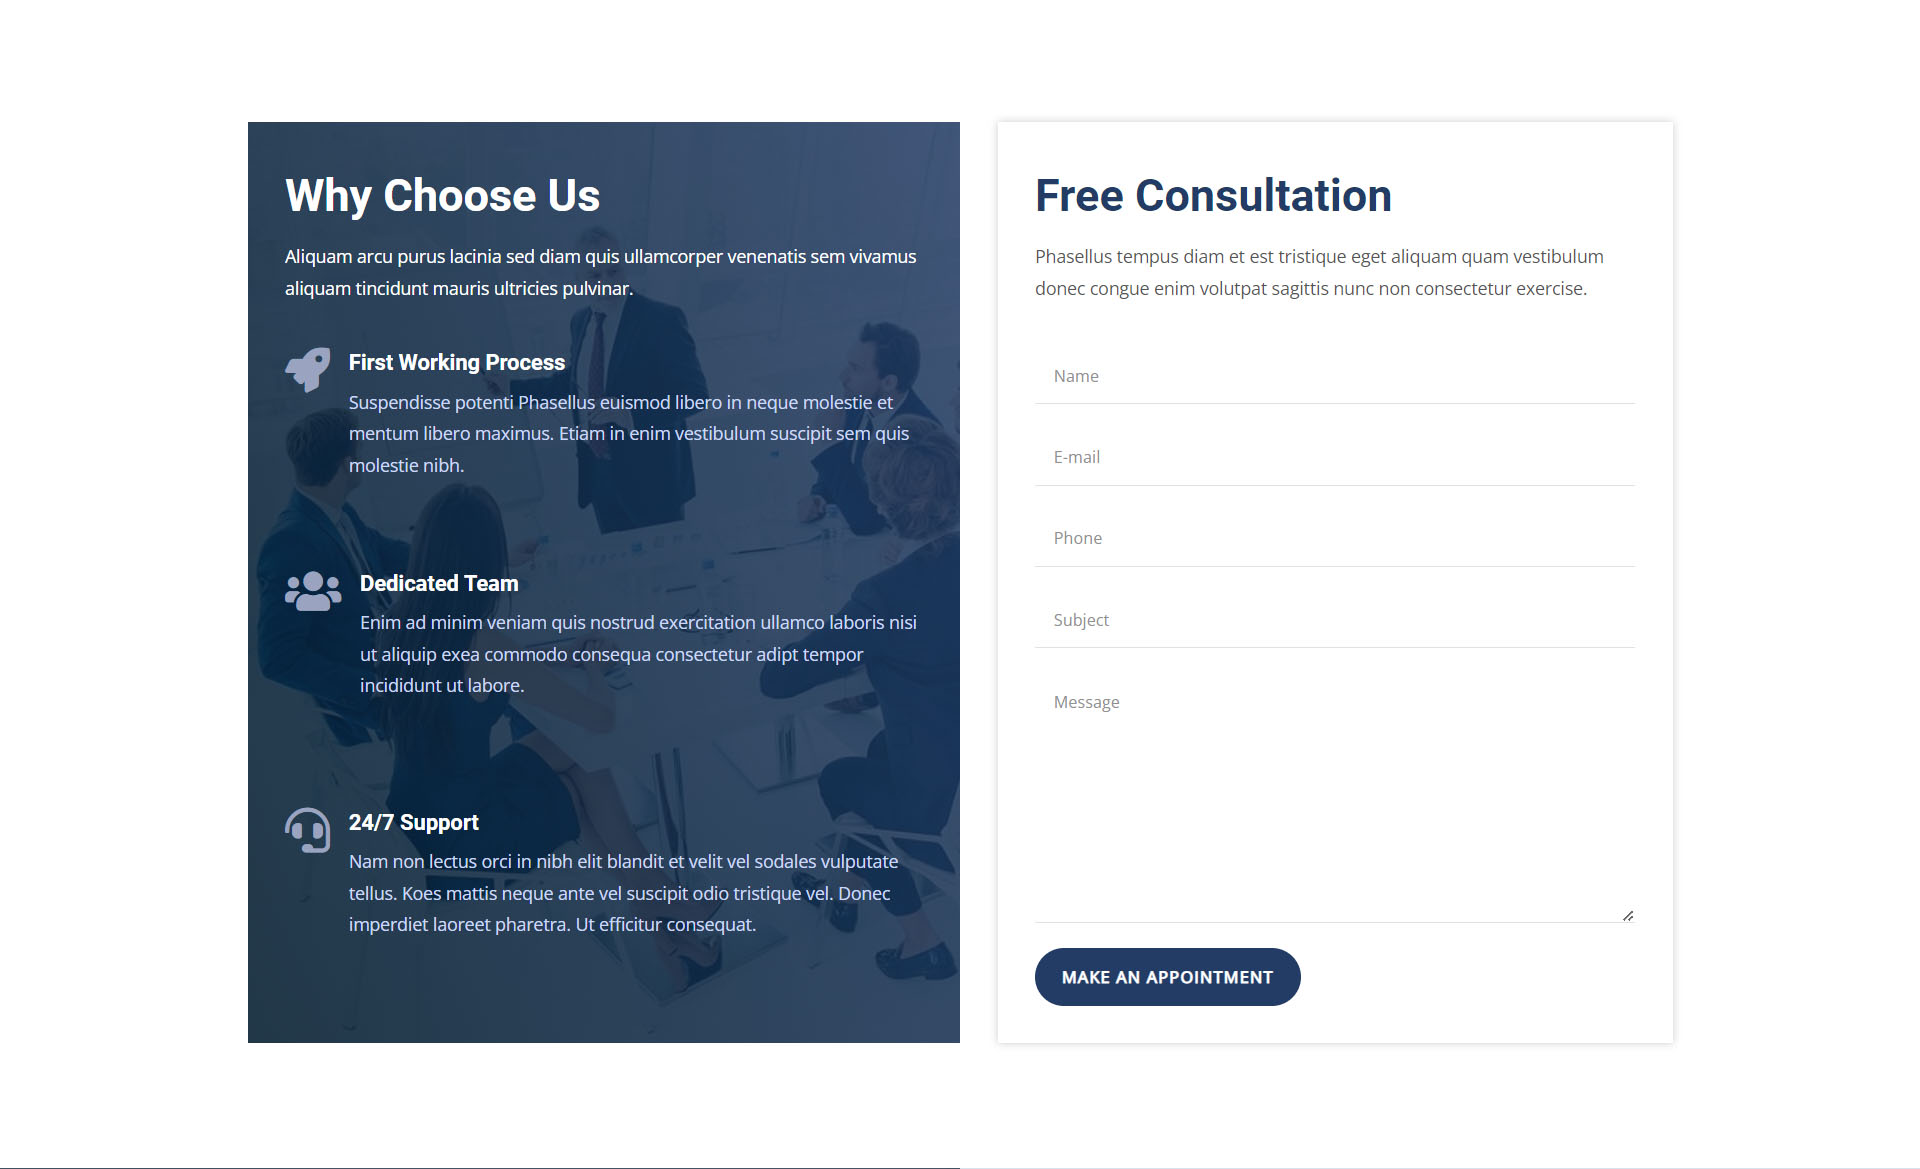 Why Choose Us
Aliquam arcu purus lacinia sed diam quis ullamcorper venenatis sem vivamus
aliquam tincidunt mauris ultricies pulvinar.
First Working Process
Suspendisse potenti Phasellus euismod libero in neque molestie et
mentum libero maximus. Etiam in enim vestibulum suscipit sem quis
molestie nibh.
Dedicated Team
Enim ad minim veniam quis nostrud exercitation ullamco laboris nisi
ut aliquip exea commodo consequa consectetur adipt tempor
incididunt ut labore.
24/7 Support
Nam non lectus orci in nibh elit blandit et velit vel sodales vulputate
tellus. Koes mattis neque ante vel suscipit odio tristique vel. Donec
imperdiet laoreet pharetra. Ut efficitur consequat.
Free Consultation
Phasellus tempus diam et est tristique eget aliquam quam vestibulum
donec congue enim volutpat sagittis nunc non consectetur exercise.
Name
E-mail
Phone
Subject
Message
MAKE AN APPOINTMENT